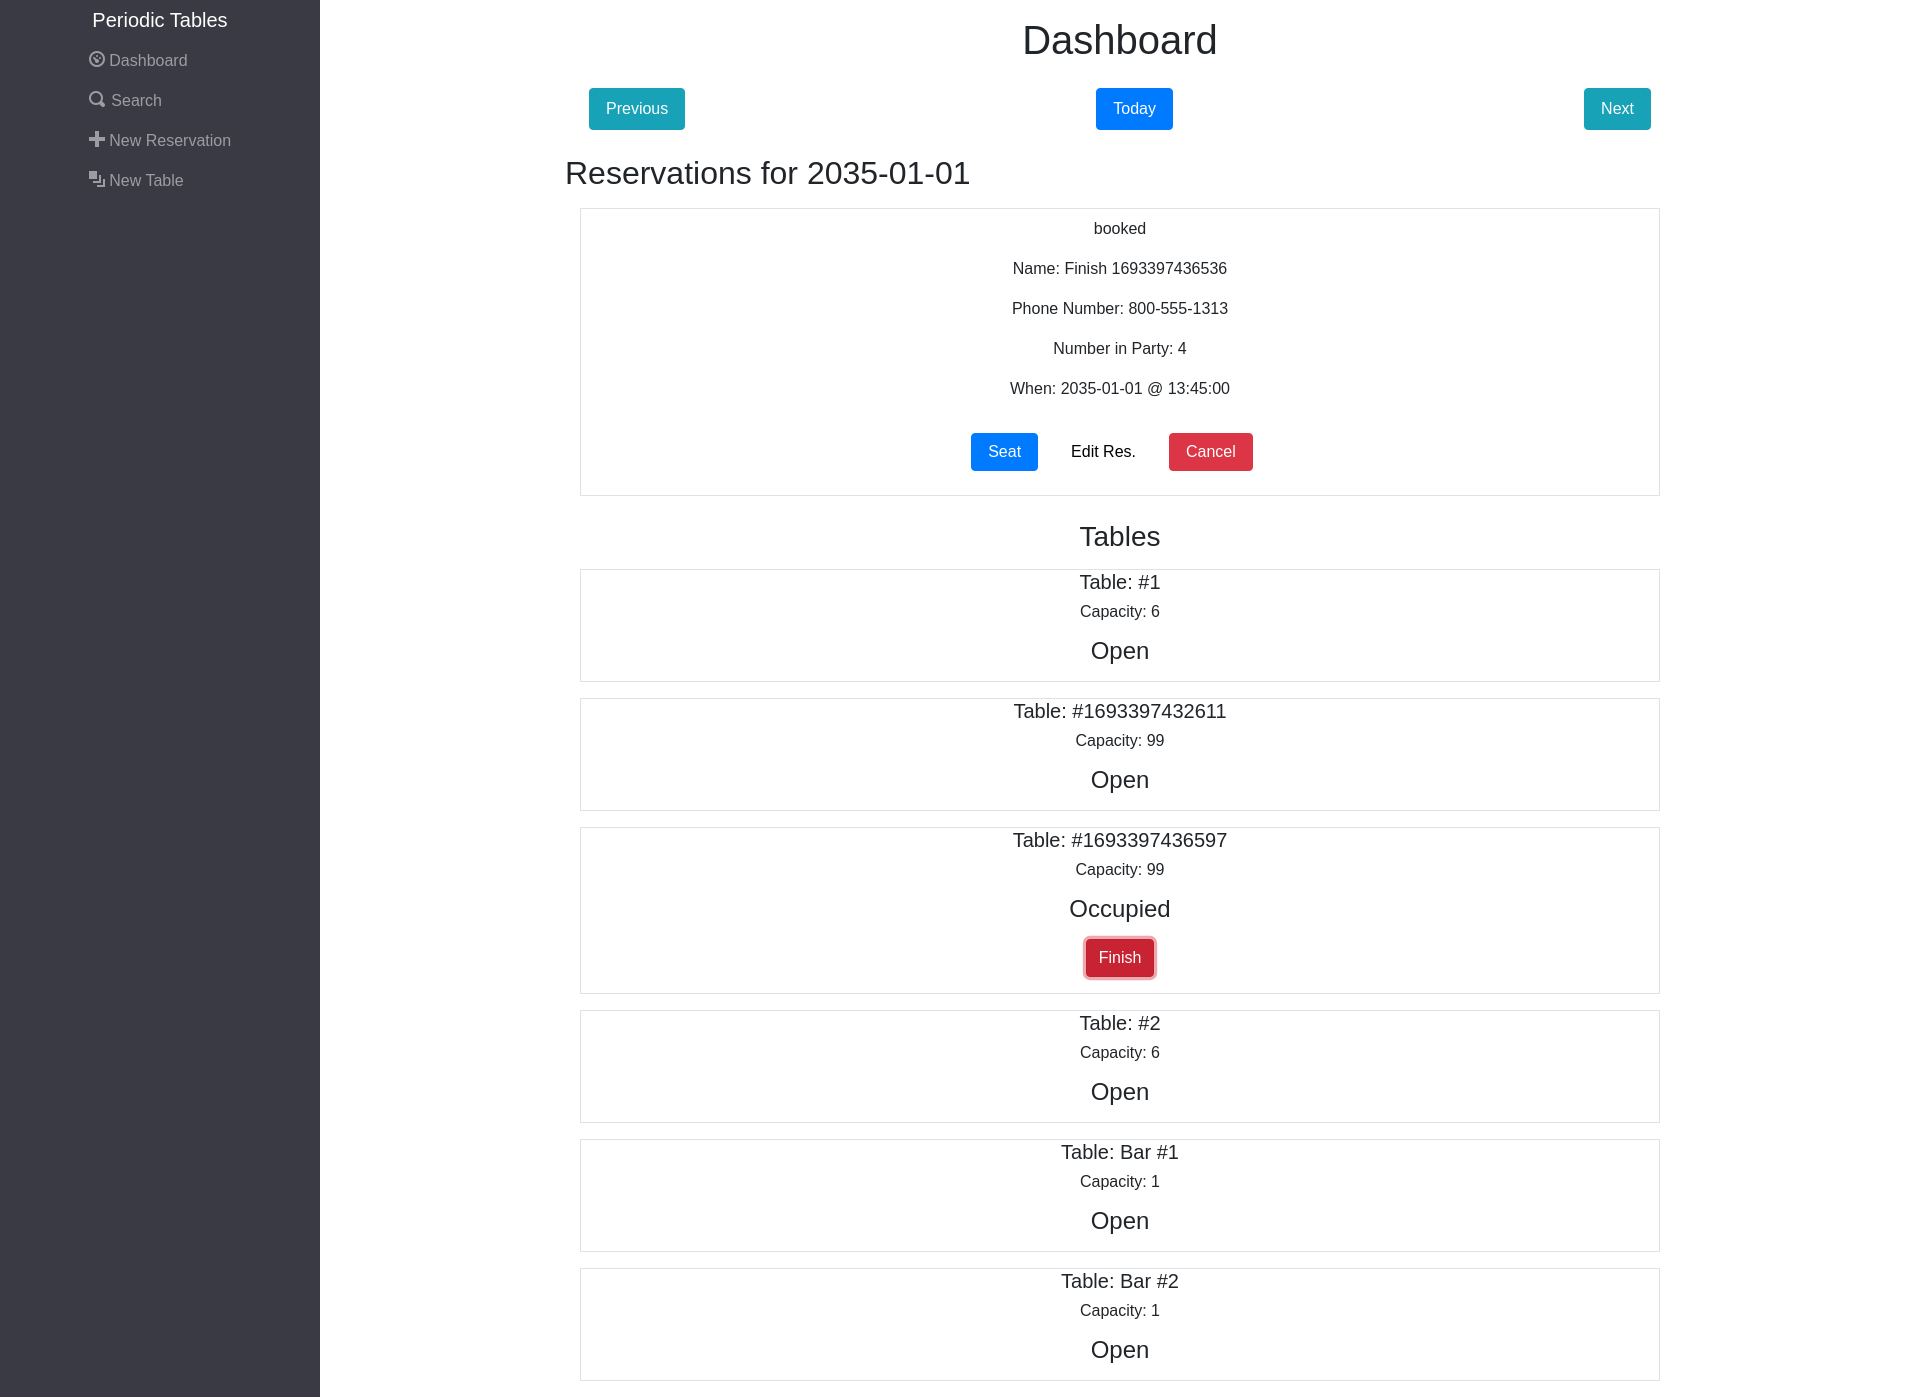 Periodic Tables
Dashboard
Search
New Reservation
New Table
Dashboard
Previous
Today
Next
Reservations for 2035-01-01
booked
Name: Finish 1693397436536
Phone Number: 800-555-1313
Number in Party: 4
When: 2035-01-01 @ 13:45:00
Seat
Edit Res.
Cancel
Tables
Table: #1
Capacity: 6
Open
Table: #1693397432611
Capacity: 99
Open
Table: #1693397436597
Capacity: 99
Occupied
Finish
Table: #2
Capacity: 6
Open
Table: Bar #1
Capacity: 1
Open
Table: Bar #2
Capacity: 1
Open